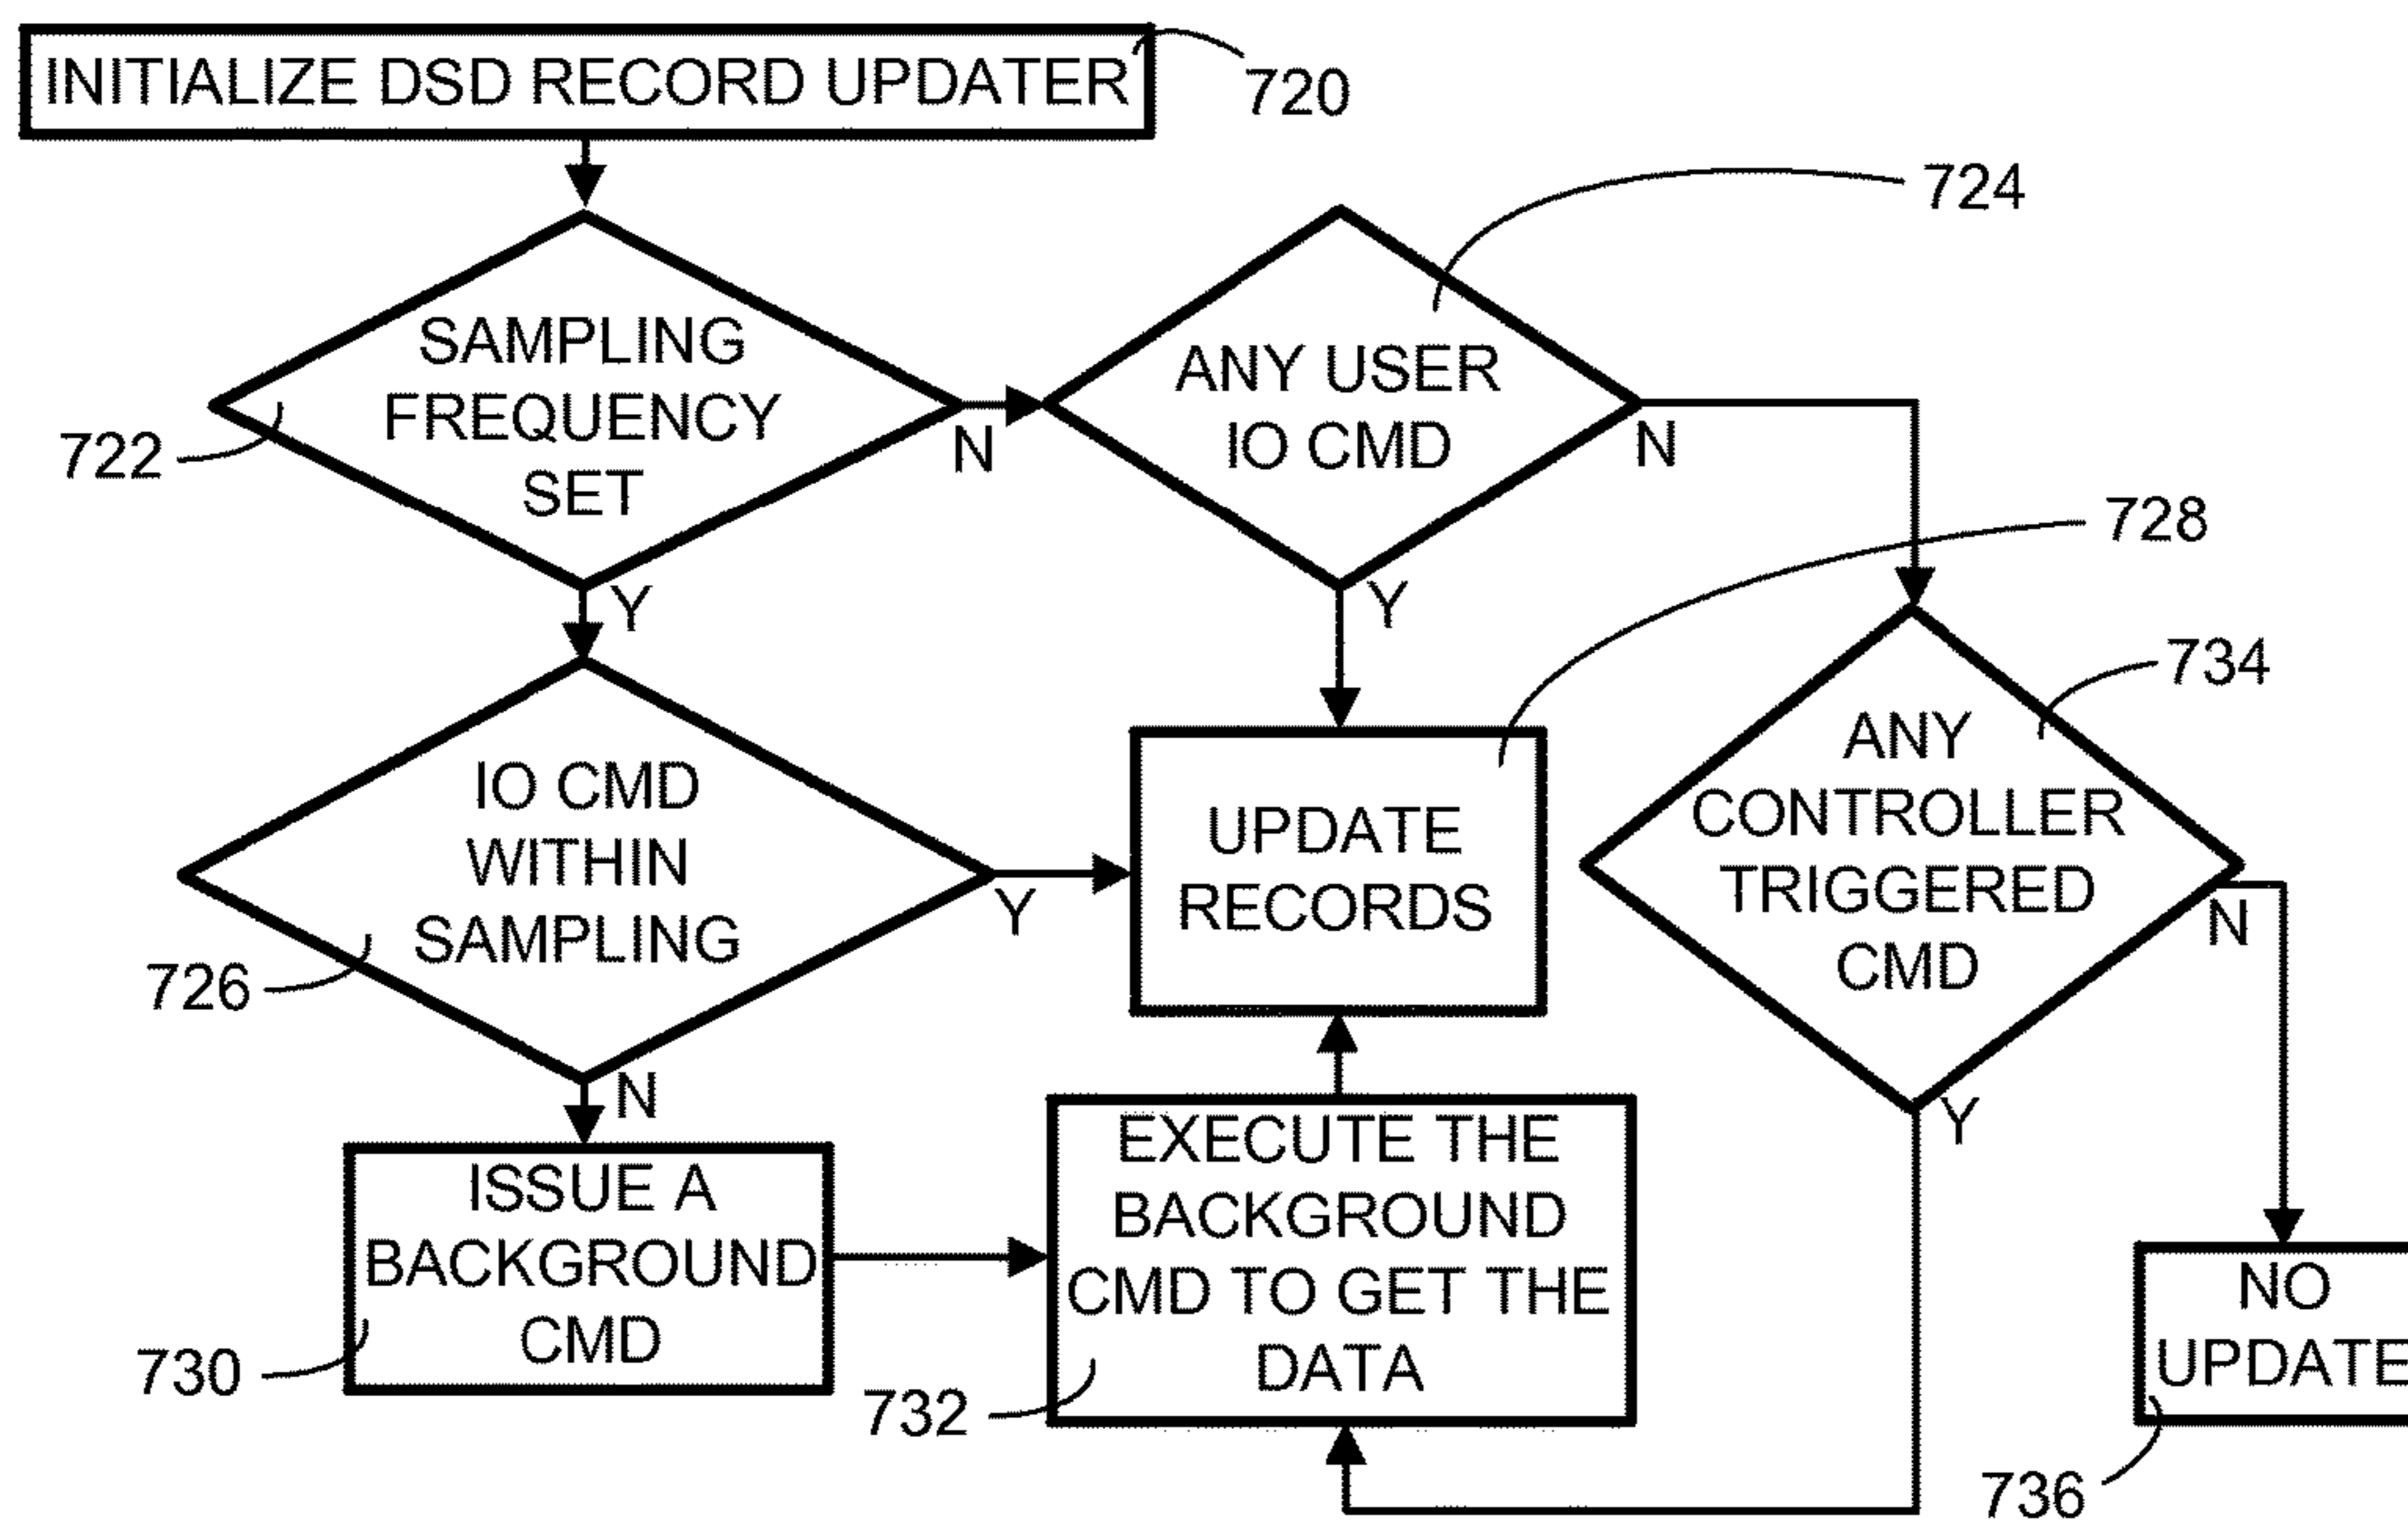 INITIALIZE DSD RECORD UPDATER
720
SAMPLING
FREQUENCY
SET
722
N
Y
ANY USER
IO CMD
724
N
Y
728
IO CMD
WITHIN
SAMPLING
726
Y
N
UPDATE
RECORDS
ANY
CONTROLLER
TRIGGERED
CMD
734
N
Y
ISSUE A
BACKGROUND
CMD
730
EXECUTE THE
BACKGROUND
CMD TO GET THE
DATA
732
NO
UPDATE
736